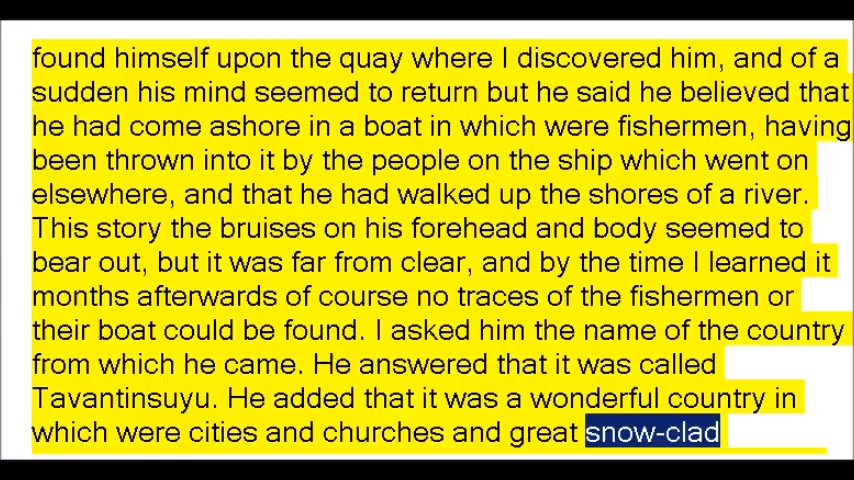 found himself upon the quay where I discovered him, and of a
sudden his mind seemed to return but he said he believed that
he had come ashore in a boat in which were fishermen, having
been thrown into it by the people on the ship which went on
elsewhere, and that he had walked up the shores of a river.
This story the bruises on his forehead and body seemed to
bear out, but it was far from clear, and by the time I learned it
months afterwards of course no traces of the fishermen or
their boat could be found. I asked him the name of the country
from which he came. He answered that it was called
Tavantinsuyu. He added that it was a wonderful country in
which were cities and churches and great snow-clad